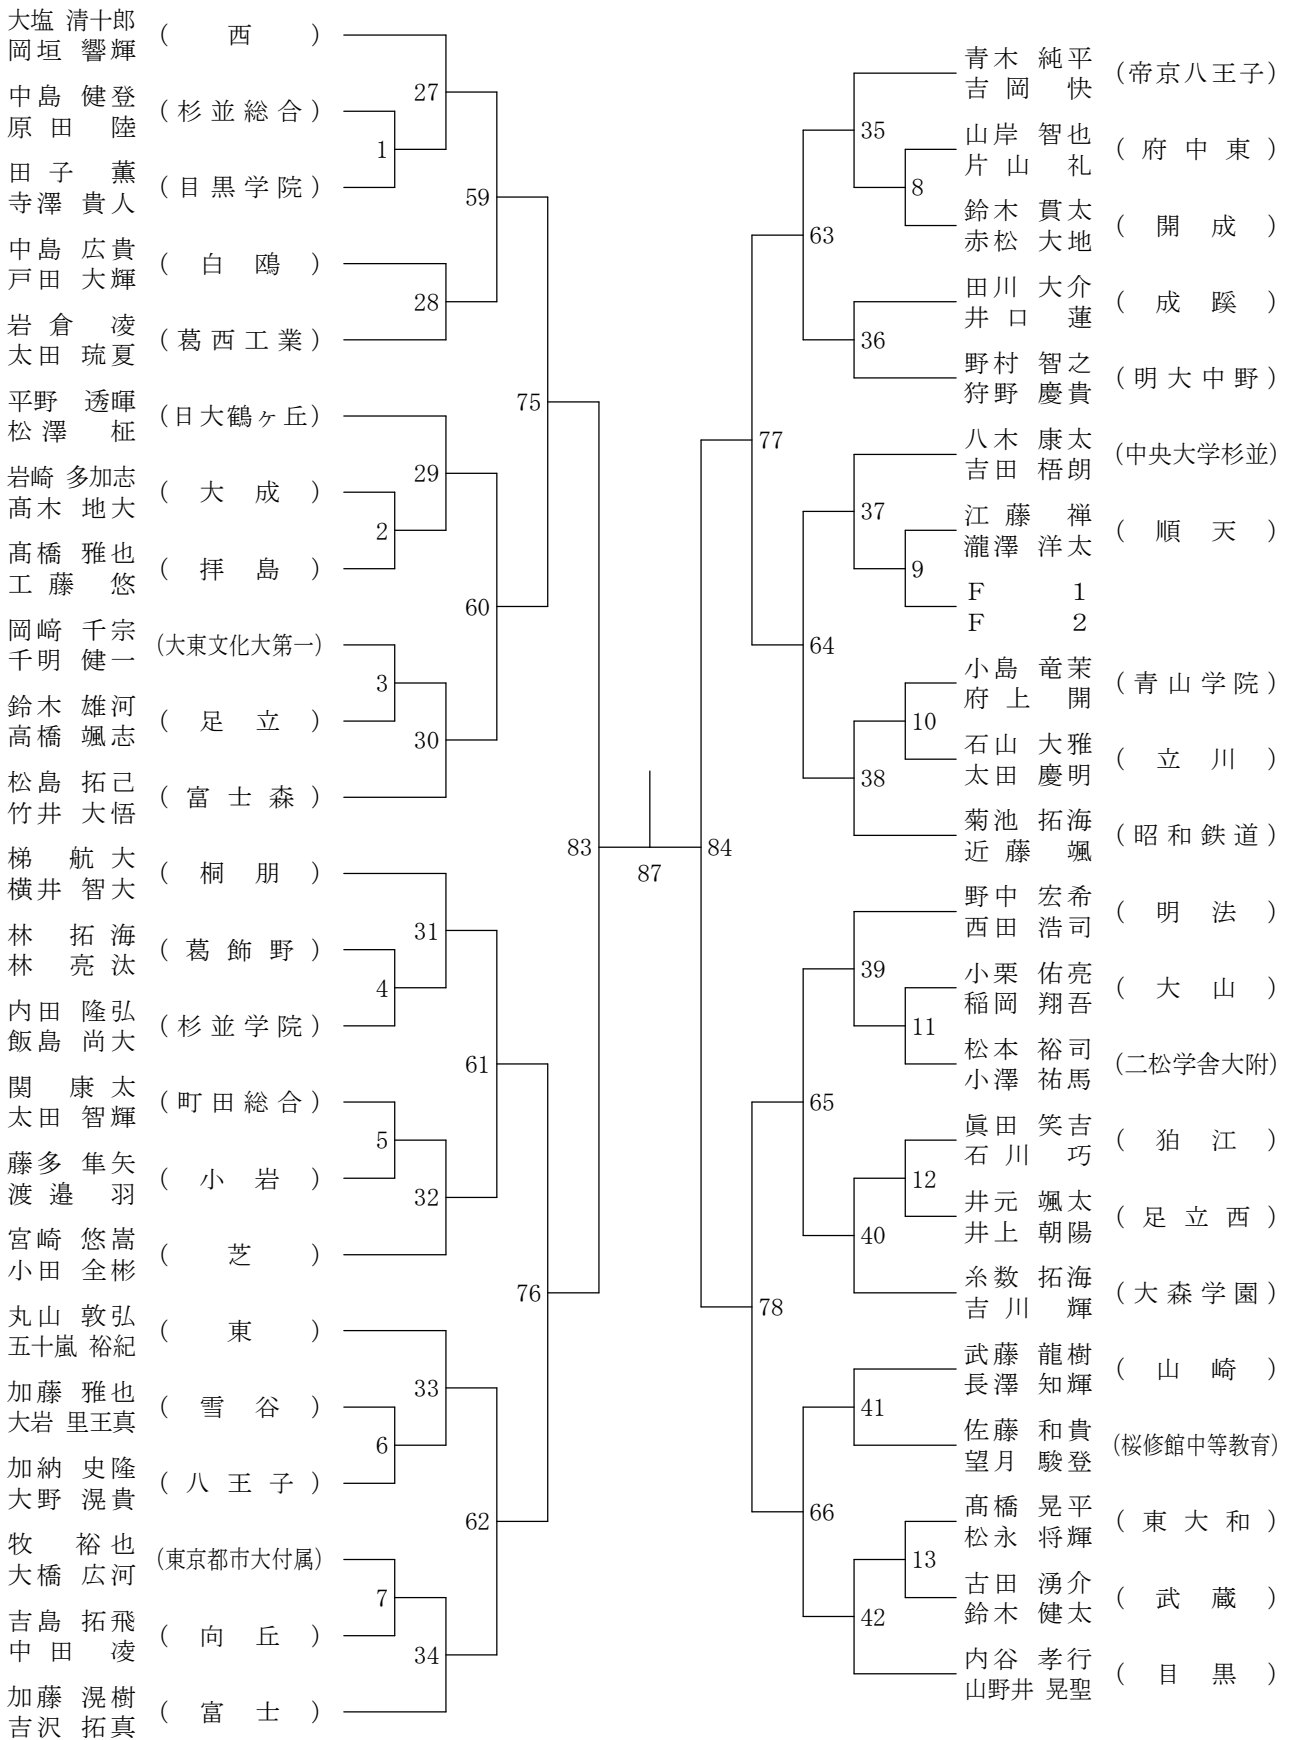 大塩 清十郎
岡垣 響輝
( 西 )
中島 健登
原田 陸
(杉並総合)
田子 薫
寺澤 貴人
(目黒学院)
中島 広貴
戸田 大輝
( 白 鴎 )
岩倉 凌
太田 琉夏
(葛西工業)
平野 透暉
松澤 柾
(日大鶴ヶ丘)
岩崎 多加志
髙木 地大
( 大 成 )
髙橋 雅也
工藤 悠
( 拝 島 )
岡﨑 千宗
千明 健一
(大東文化大第一)
鈴木 雄河
高橋 颯志
( 足 立 )
松島 拓己
竹井 大悟
( 富 士 森 )
梯 航大
横井 智大
( 桐 朋 )
林 拓海
林 亮汰
( 葛 飾 野 )
内田 隆弘
飯島 尚大
(杉並学院)
関 康太
太田 智輝
(町田総合)
藤多 隼矢
渡邉 羽
( 小 岩 )
宮崎 悠嵩
小田 全彬
( 芝 )
丸山 敦弘
五十嵐 裕紀
( 東 )
加藤 雅也
大岩 里王真
( 雪 谷 )
加納 史隆
大野 滉貴
( 八 王 子 )
牧 裕也
大橋 広河
(東京都市大付属)
吉島 拓飛
中田 凌
( 向 丘 )
加藤 滉樹
吉沢 拓真
( 富 士 )
1
2
3
4
5
6
7
27
28
29
30
31
32
33
34
59
60
61
62
75
76
83
87
84
77
78
63
64
65
66
35
36
37
38
39
40
41
42
8
9
10
11
12
13
青木 純平
吉岡 快
(帝京八王子)
山岸 智也
片山 礼
( 府 中 東 )
鈴木 貫太
赤松 大地
( 開 成 )
田川 大介
井口 蓮
( 成 蹊 )
野村 智之
狩野 慶貴
(明大中野)
八木 康太
吉田 梧朗
(中央大学杉並)
江藤 禅
瀧澤 洋太
( 順 天 )
F 1
F 2
小島 竜茉
府上 開
(青山学院)
石山 大雅
太田 慶明
( 立 川 )
菊池 拓海
近藤 颯
(昭和鉄道)
野中 宏希
西田 浩司
( 明 法 )
小栗 佑亮
稲岡 翔吾
( 大 山 )
松本 裕司
小澤 祐馬
(二松学舎大附)
眞田 笑吉
石川 巧
( 狛 江 )
井元 颯太
井上 朝陽
( 足 立 西 )
糸数 拓海
吉川 輝
(大森学園)
武藤 龍樹
長澤 知輝
( 山 崎 )
佐藤 和貴
望月 駿登
(桜修館中等教育)
髙橋 晃平
松永 将輝
( 東 大 和 )
古田 湧介
鈴木 健太
( 武 蔵 )
内谷 孝行
山野井 晃聖
( 目 黒 )